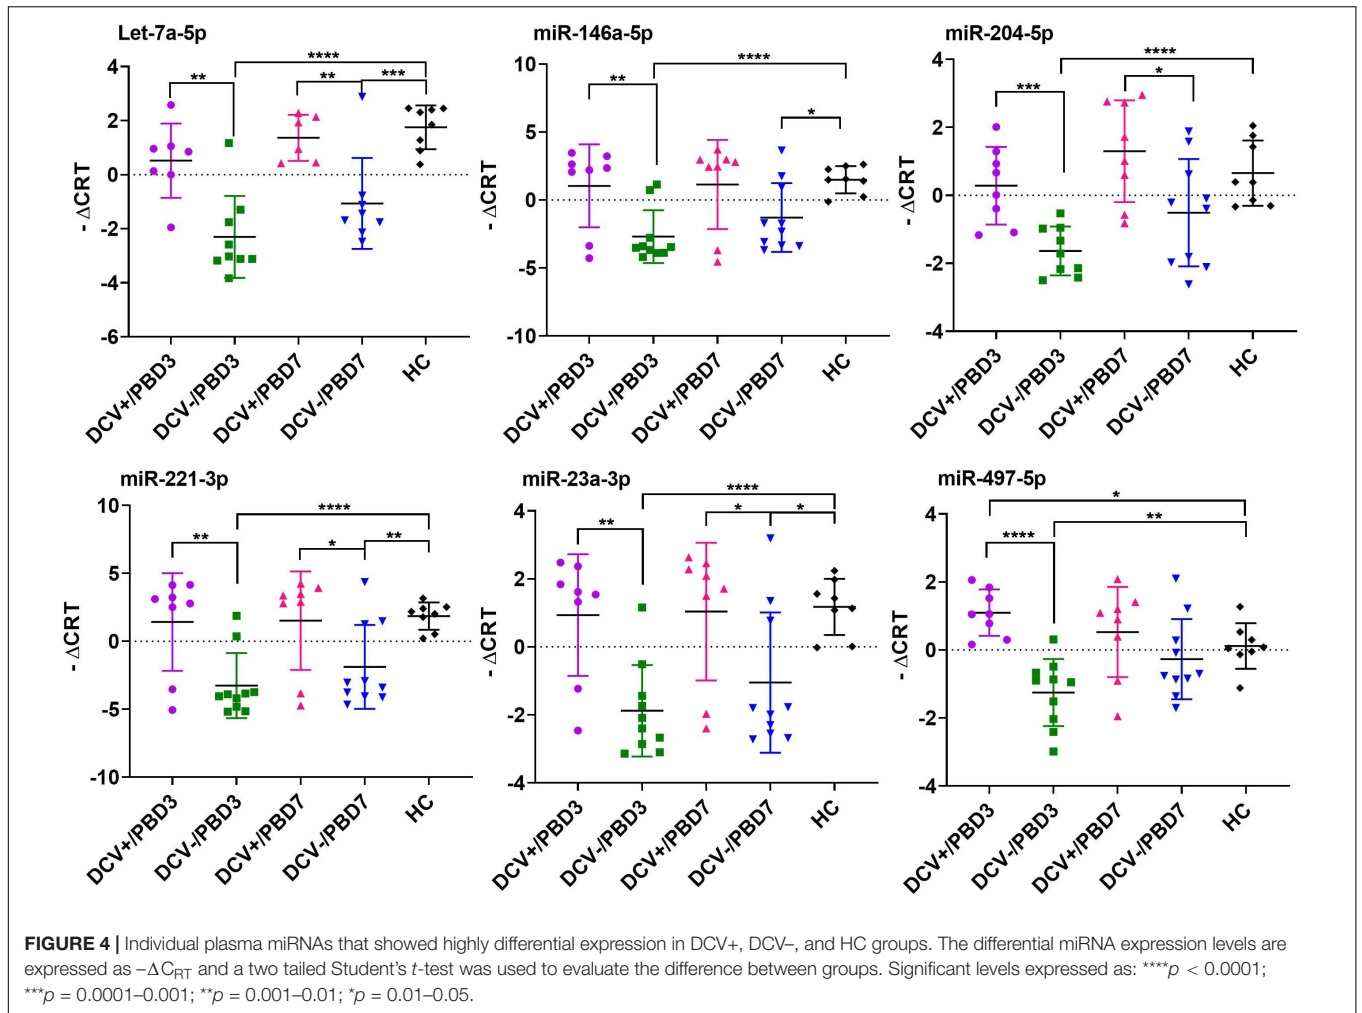 Let-7a-5p
****
**
**
***
4
2
0
-2
-4
-6
- ΔCRT
DCV+/PBD3
DCV-/PBD3
DCV+/PBD7
DCV-/PBD7
HC
miR-146a-5p
****
**
*
10
5
0
-5
-10
- ΔCRT
DCV+/PBD3
DCV-/PBD3
DCV+/PBD7
DCV-/PBD7
HC
miR-204-5p
****
*
***
4
2
0
-2
-4
- ΔCRT
DCV+/PBD3
DCV-/PBD3
DCV+/PBD7
DCV-/PBD7
HC
miR-221-3p
****
**
*
**
10
5
0
-5
-10
- ΔCRT
DCV+/PBD3
DCV-/PBD3
DCV+/PBD7
DCV-/PBD7
HC
miR-23a-3p
****
**
*
*
4
2
0
-2
-4
- ΔCRT
DCV+/PBD3
DCV-/PBD3
DCV+/PBD7
DCV-/PBD7
HC
miR-497-5p
*
**
****
4
2
0
-2
-4
- ΔCRT
DCV+/PBD3
DCV-/PBD3
DCV+/PBD7
DCV-/PBD7
HC
FIGURE 4 | Individual plasma miRNAs that showed highly differential expression in DCV+, DCV–, and HC groups. The differential miRNA expression levels are
expressed as –ΔCRT and a two tailed Student's t-test was used to evaluate the difference between groups. Significant levels expressed as: ****p < 0.0001;
***p = 0.0001–0.001; **p = 0.001–0.01; *p = 0.01–0.05.